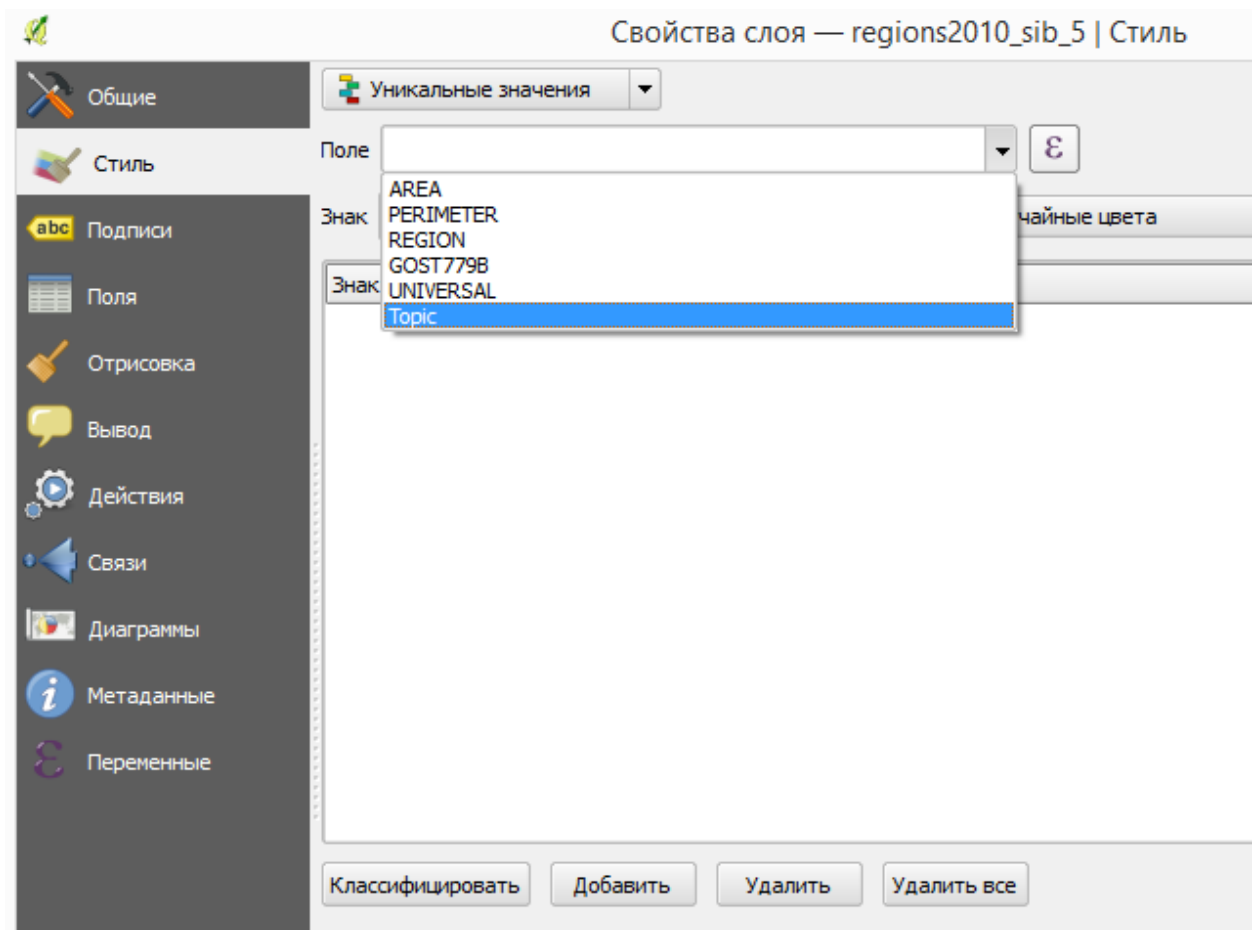 Свойства слоя — regions2010_sib_5 | Стиль
Общие
Стиль
Подписи
Поля
Отрисовка
Вывод
Действия
Связи
Диаграммы
Метаданные
Переменные
Уникальные значения
Поле
ε
AREA
PERIMETER
REGION
GOST779B
UNIVERSAL
Topic
Знак
чайные цвета
Знак
Классифицировать
Добавить
Удалить
Удалить все
abc